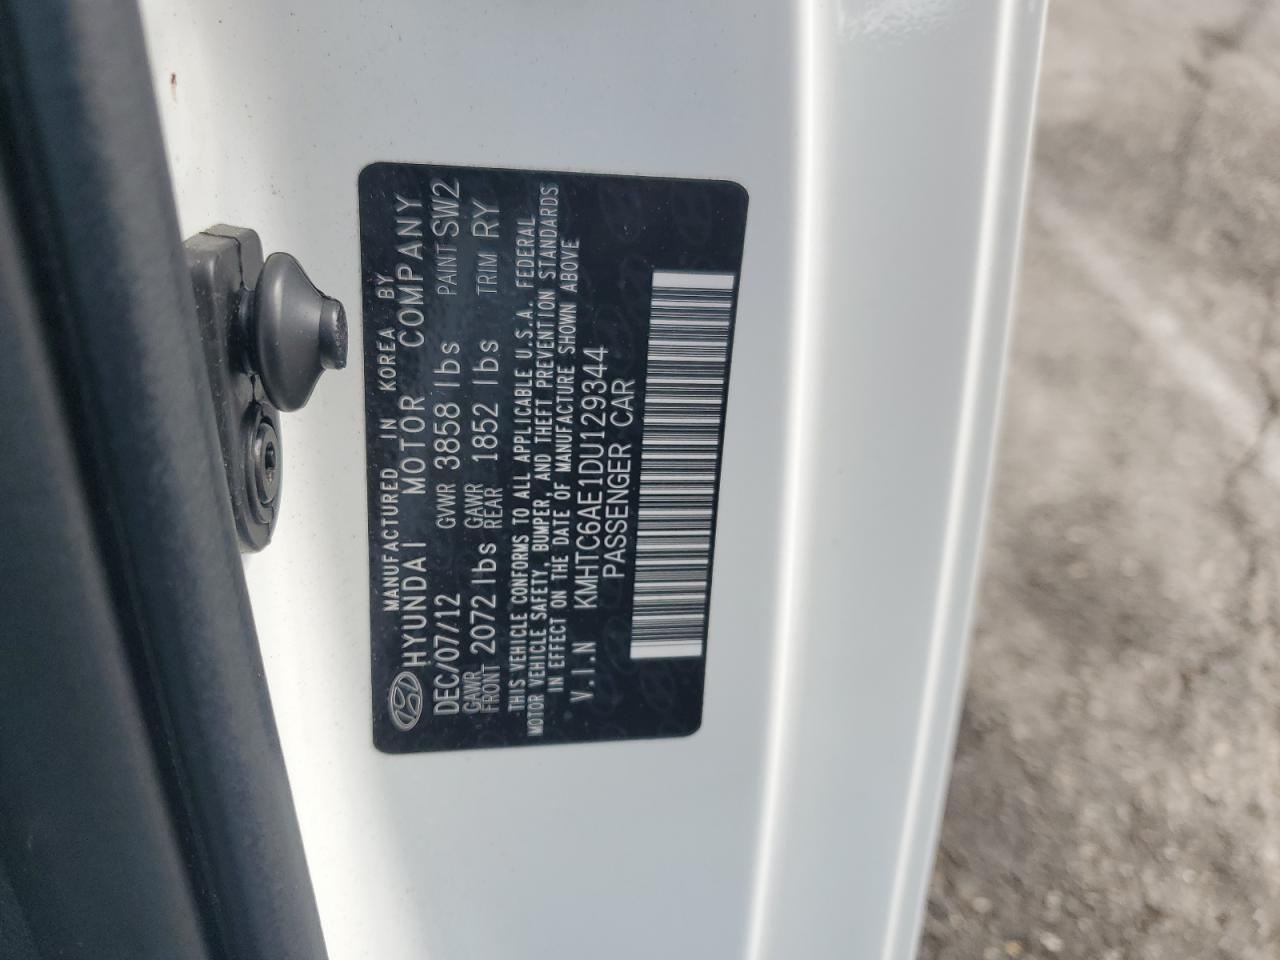 MANUFACTURED IN KOREA BY
HYUNDAI MOTOR COMPANY
DEC/07/12 GVWR 3858 lbs PAINT SW2
GAWR FRONT 2072 lbs GAWR REAR 1852 lbs TRIM RY
THIS VEHICLE CONFORMS TO ALL APPLICABLE U.S.A. FEDERAL
MOTOR VEHICLE SAFETY, BUMPER, AND THEFT PREVENTION STANDARDS
IN EFFECT ON THE DATE OF MANUFACTURE SHOWN ABOVE
V.I.N KMHTC6AE1DU129344
PASSENGER CAR